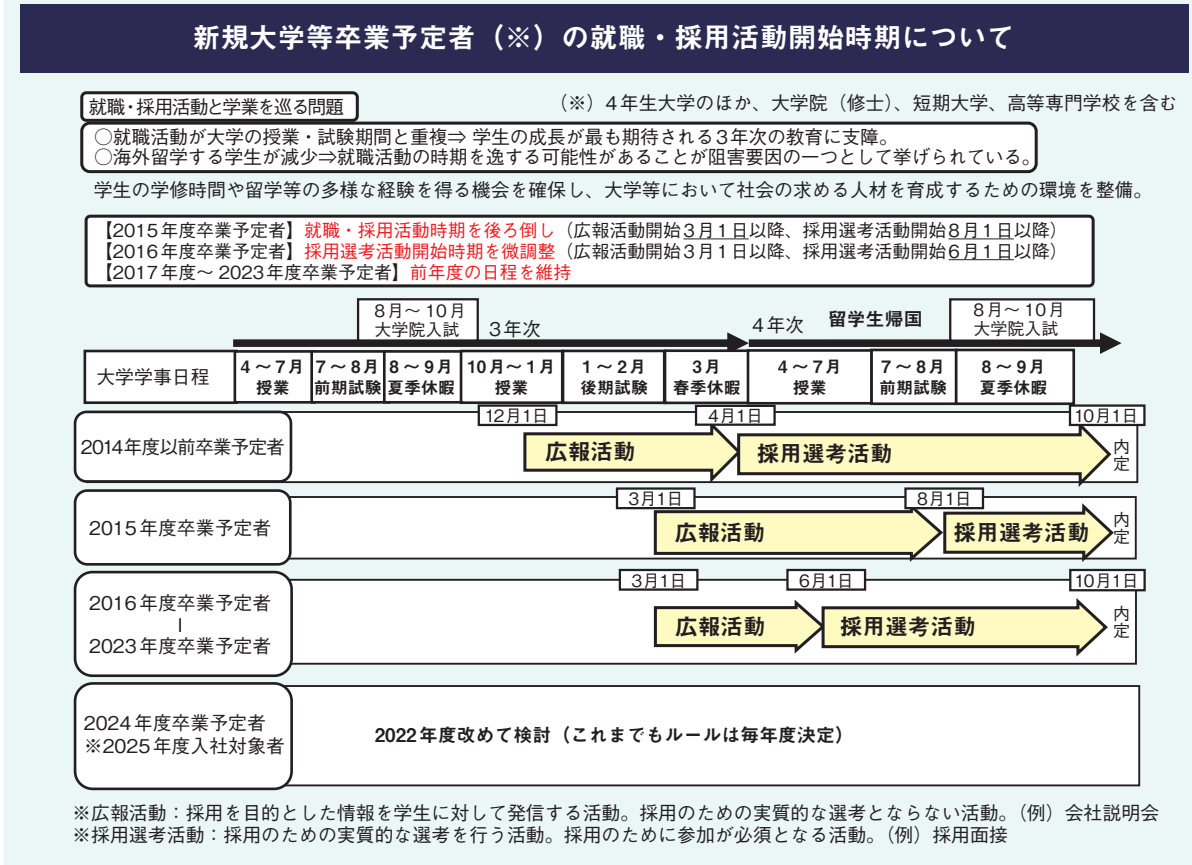 新規大学等卒業予定者（※）の就職・採用活動開始時期について
就職・採用活動と学業を巡る問題
（※）４年生大学のほか、大学院（修士）、短期大学、高等専門学校を含む
○就職活動が大学の授業・試験期間と重複⇒ 学生の成長が最も期待される３年次の教育に支障。
○海外留学する学生が減少⇒就職活動の時期を逸する可能性があることが阻害要因の一つとして挙げられている。
学生の学修時間や留学等の多様な経験を得る機会を確保し、大学等において社会の求める人材を育成するための環境を整備。
【2015年度卒業予定者】就職・採用活動時期を後ろ倒し（広報活動開始３月１日以降、採用選考活動開始８月１日以降）
【2016年度卒業予定者】採用選考活動開始時期を微調整（広報活動開始３月１日以降、採用選考活動開始６月１日以降）
【2017年度～2023年度卒業予定者】前年度の日程を維持
8月～10月
大学院入試
３年次
４年次
留学生帰国
8月～10月
大学院入試
大学学事日程
４～７月
授業
７～８月
前期試験
８～９月
夏季休暇
10月～１月
授業
１～２月
後期試験
３月
春季休暇
４～７月
授業
７～８月
前期試験
８～９月
夏季休暇
2014年度以前卒業予定者
12月1日
4月1日
10月1日
広報活動
採用選考活動
内定
2015年度卒業予定者
3月1日
8月1日
広報活動
採用選考活動
内定
2016年度卒業予定者
|
2023年度卒業予定者
3月1日
6月1日
10月1日
広報活動
採用選考活動
内定
2024年度卒業予定者
※2025年度入社対象者
2022年度改めて検討（これまでもルールは毎年度決定）
※広報活動：採用を目的とした情報を学生に対して発信する活動。採用のための実質的な選考とならない活動。（例）会社説明会
※採用選考活動：採用のための実質的な選考を行う活動。採用のために参加が必須となる活動。（例）採用面接